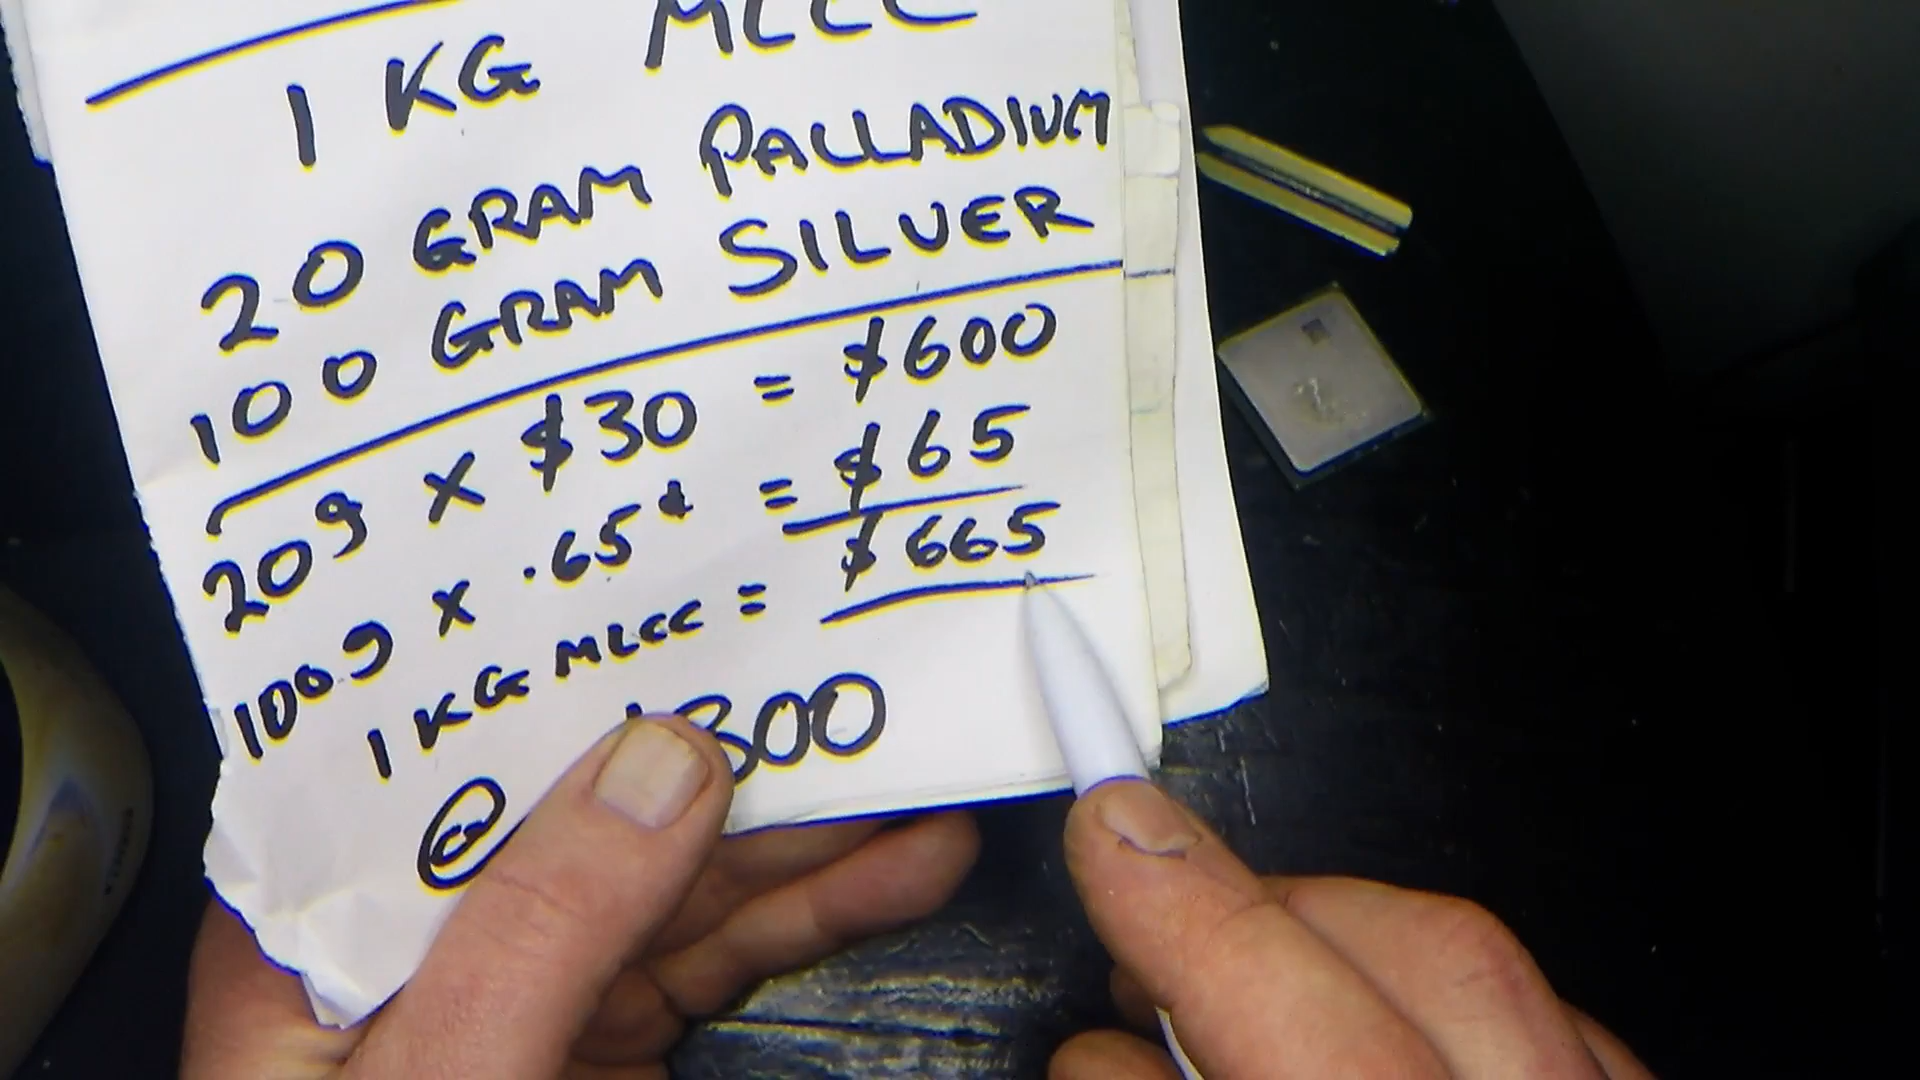 1 KG MLCC
20 GRAM PALLADIUM
100 GRAM SILVER
20g x $30 = $600
100g x .65¢ = $65
1 KG MLCC = $665
@ $300